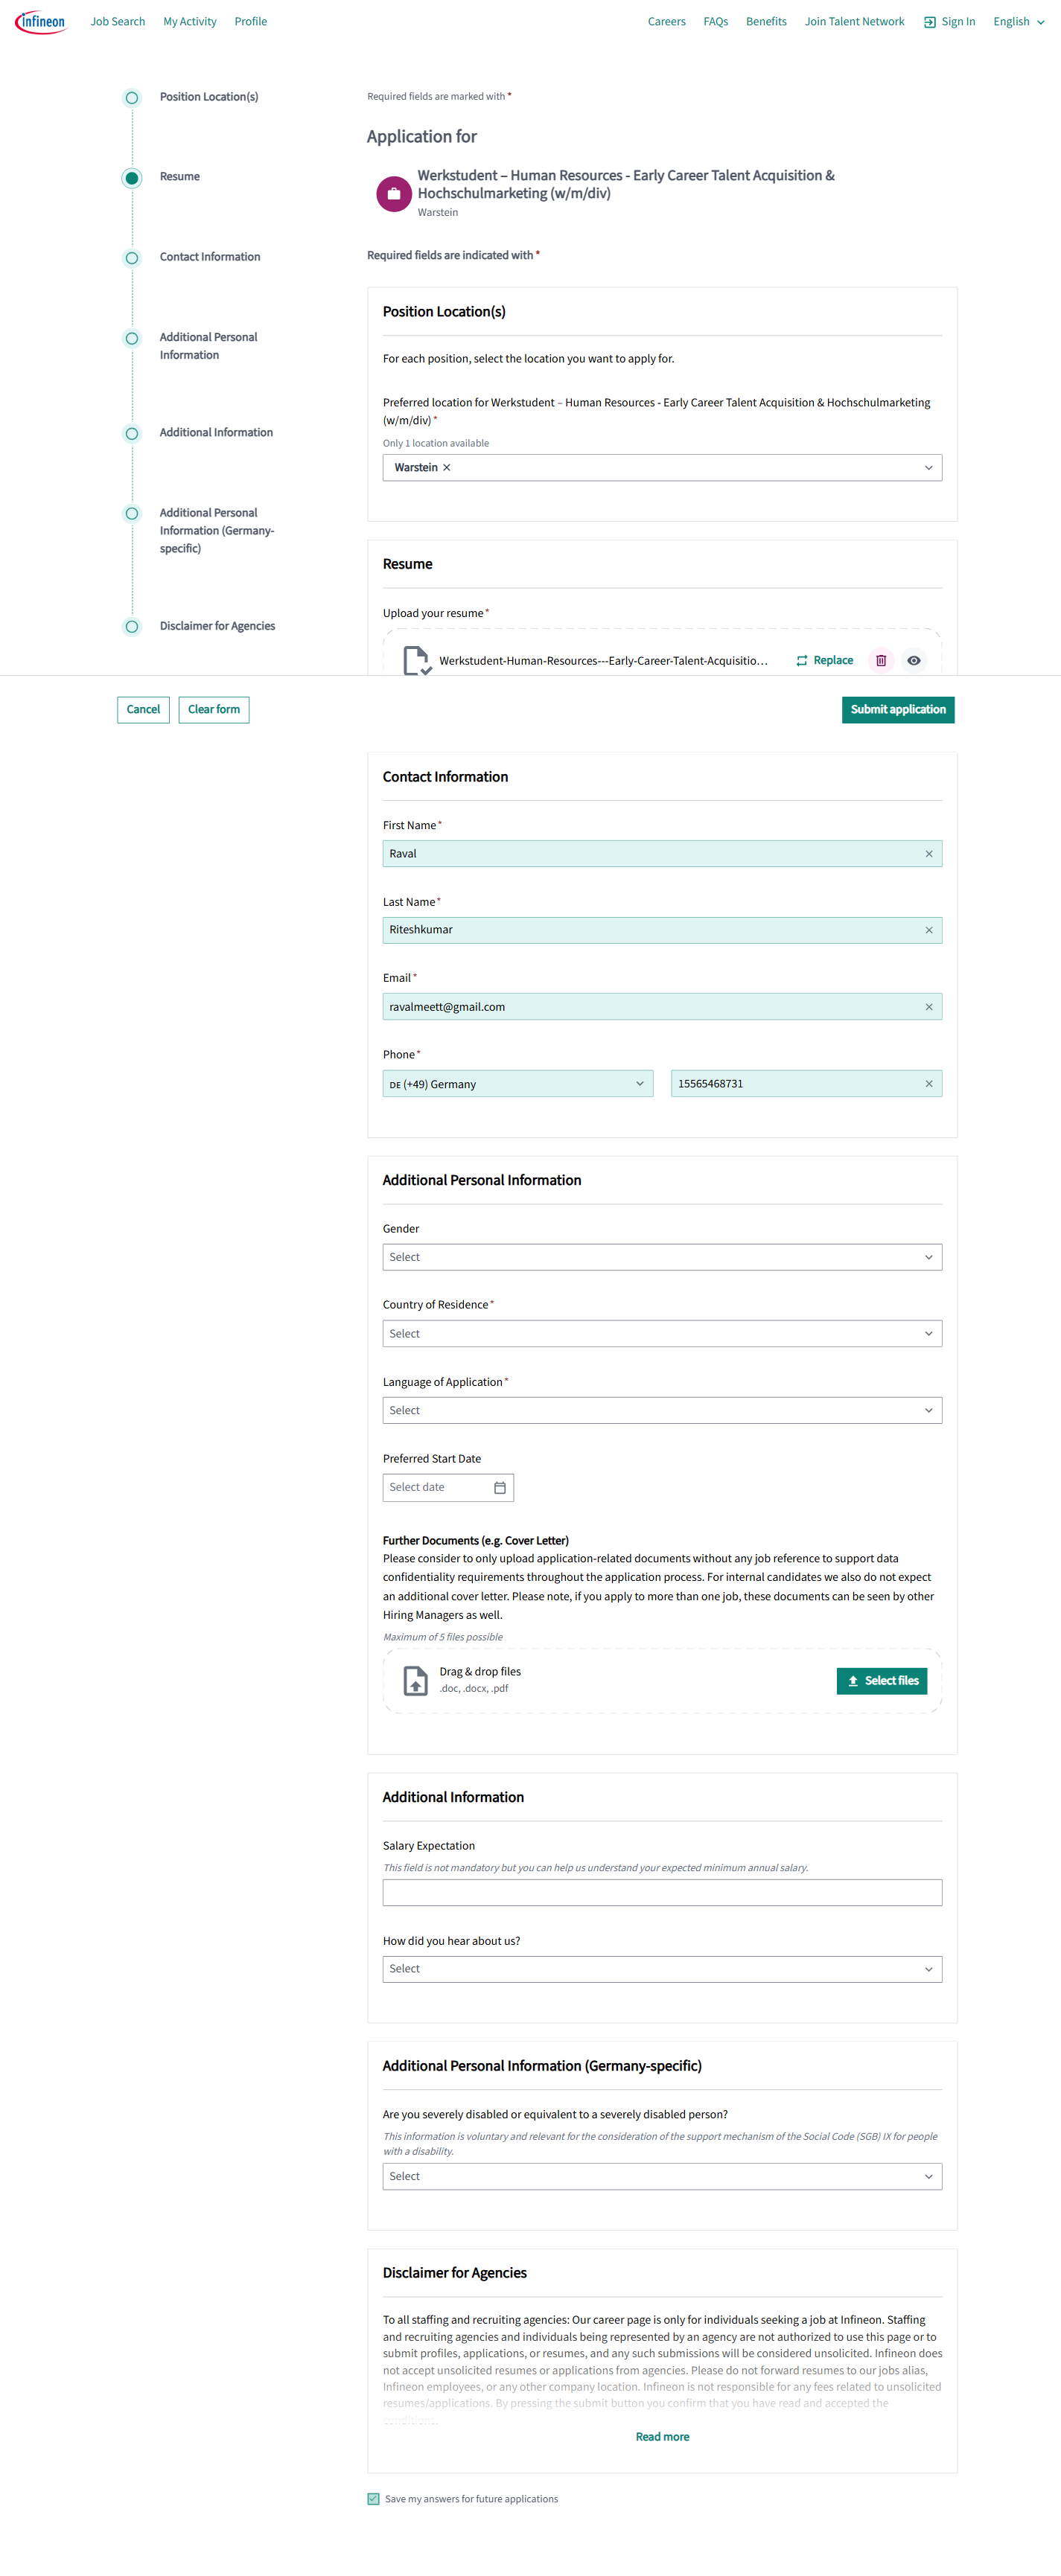 infineon
Job Search
My Activity
Profile
Careers
FAQs
Benefits
Join Talent Network
Sign In
English
Position Location(s)
Resume
Contact Information
Additional Personal
Information
Additional Information
Additional Personal
Information (Germany-
specific)
Disclaimer for Agencies
Required fields are marked with *
Application for
Werkstudent – Human Resources - Early Career Talent Acquisition &
Hochschulmarketing (w/m/div)
Warstein
Required fields are indicated with *
Position Location(s)
For each position, select the location you want to apply for.
Preferred location for Werkstudent – Human Resources - Early Career Talent Acquisition & Hochschulmarketing
(w/m/div) *
Only 1 location available
Warstein
Resume
Upload your resume *
Werkstudent-Human-Resources---Early-Career-Talent-Acquisitio...
Replace
Cancel
Clear form
Submit application
Contact Information
First Name *
Raval
Last Name *
Riteshkumar
Email *
ravalmeett@gmail.com
Phone *
DE (+49) Germany
15565468731
Additional Personal Information
Gender
Select
Country of Residence *
Select
Language of Application *
Select
Preferred Start Date
Select date
Further Documents (e.g. Cover Letter)
Please consider to only upload application-related documents without any job reference to support data
confidentiality requirements throughout the application process. For internal candidates we also do not expect
an additional cover letter. Please note, if you apply to more than one job, these documents can be seen by other
Hiring Managers as well.
Maximum of 5 files possible
Drag & drop files
.doc, .docx, .pdf
Select files
Additional Information
Salary Expectation
This field is not mandatory but you can help us understand your expected minimum annual salary.
How did you hear about us?
Select
Additional Personal Information (Germany-specific)
Are you severely disabled or equivalent to a severely disabled person?
This information is voluntary and relevant for the consideration of the support mechanism of the Social Code (SGB) IX for people
with a disability.
Select
Disclaimer for Agencies
To all staffing and recruiting agencies: Our career page is only for individuals seeking a job at Infineon. Staffing
and recruiting agencies and individuals being represented by an agency are not authorized to use this page or to
submit profiles, applications, or resumes, and any such submissions will be considered unsolicited. Infineon does
not accept unsolicited resumes or applications from agencies. Please do not forward resumes to our jobs alias,
Infineon employees, or any other company location. Infineon is not responsible for any fees related to unsolicited
resumes/applications. By pressing the submit button you confirm that you have read and accepted the
Read more
Save my answers for future applications